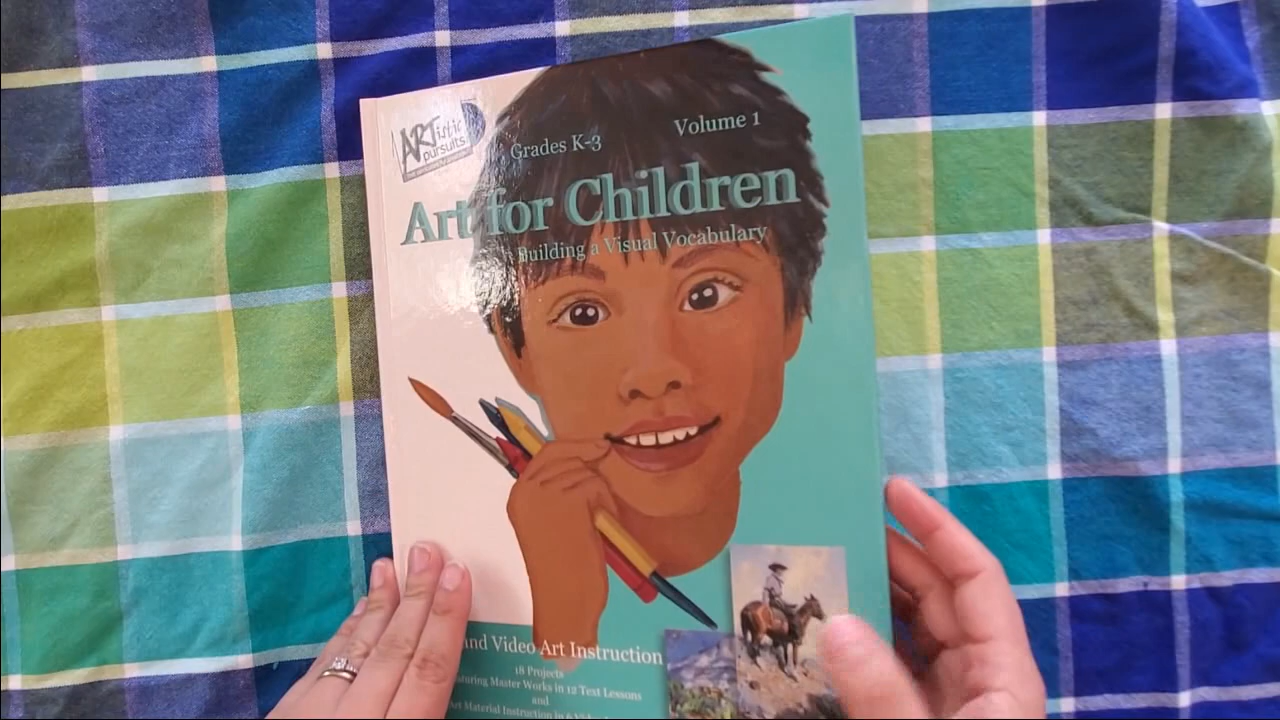 ARTistic
pursuits
Grades K-3
Volume 1
Art for Children
Building a Visual Vocabulary
and Video Art Instruction
18 Projects
Master Works in 12 Text Lessons
and
Art Material Instruction in 6